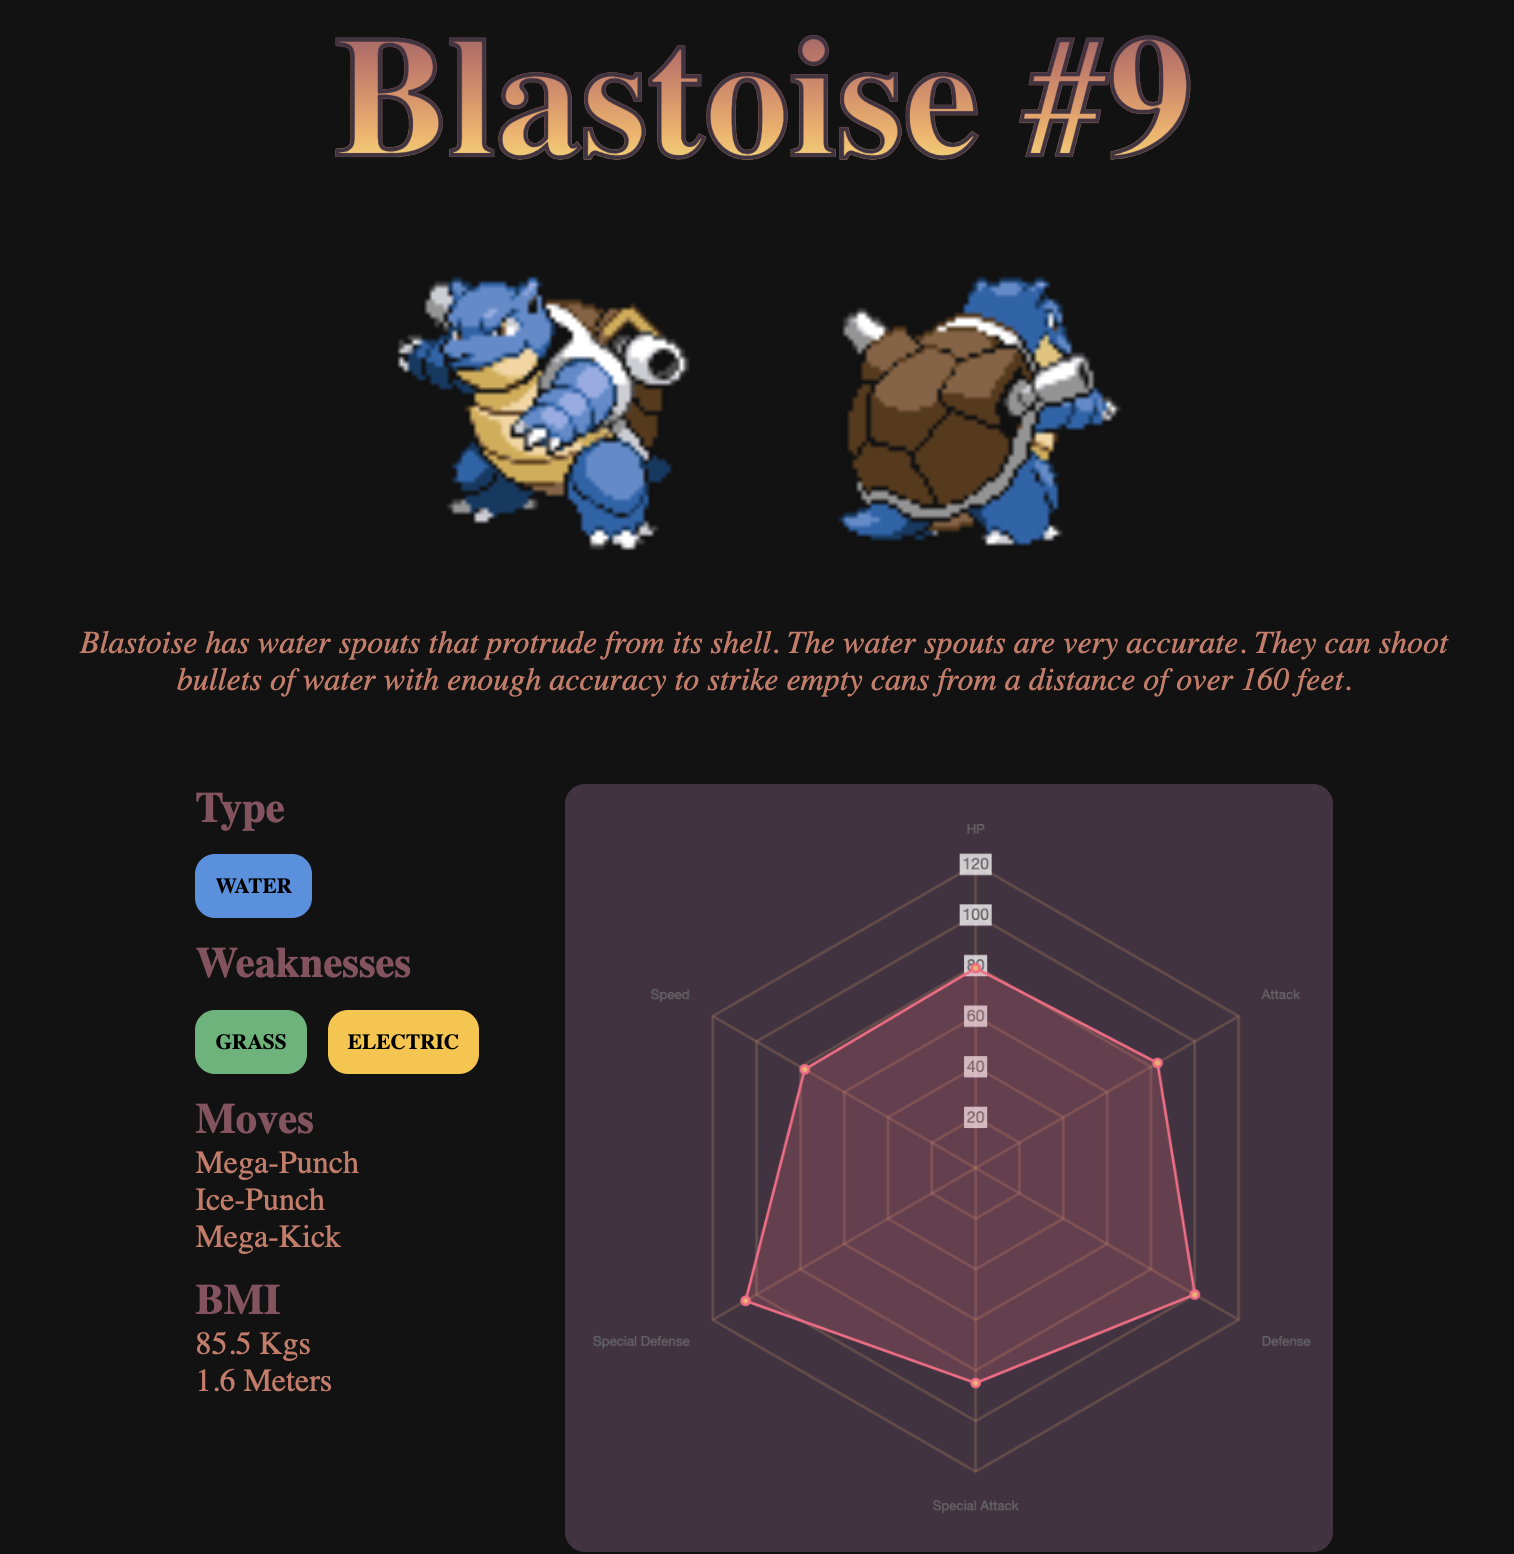 Blastoise #9
Blastoise has water spouts that protrude from its shell. The water spouts are very accurate. They can shoot
bullets of water with enough accuracy to strike empty cans from a distance of over 160 feet.
Type
WATER
Weaknesses
GRASS ELECTRIC
Moves
Mega-Punch
Ice-Punch
Mega-Kick
BMI
85.5 Kgs
1.6 Meters
HP
120
100
80
Speed
Attack
60
40
20
Special Defense
Defense
Special Attack